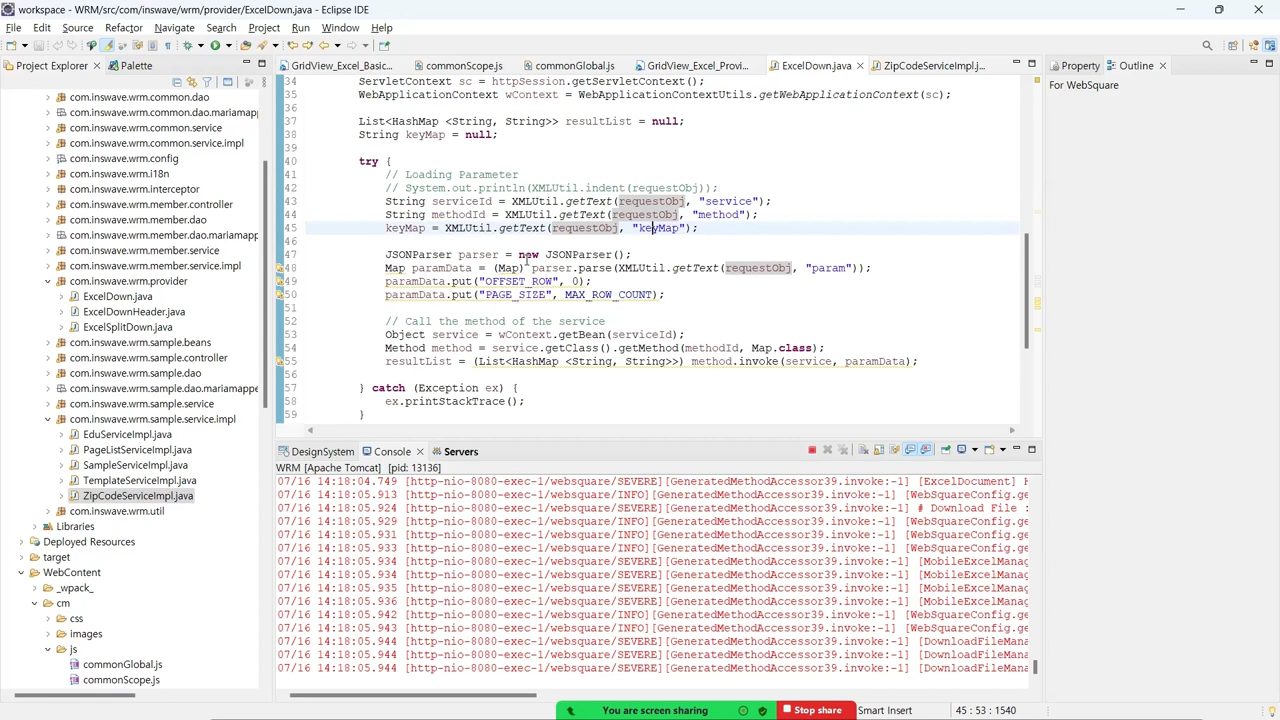 workspace - WRM/src/com/inswave/wrm/provider/ExcelDown.java - Eclipse IDE
File Edit Source Refactor Navigate Search Project Run Window Help
Project Explorer Palette
GridView_Excel_Basic... commonScope.js commonGlobal.js GridView_Excel_Provi... ExcelDown.java ZipCodeServiceImpl.j...
Property Outline
For WebSquare
com.inswave.wrm.common.dao
com.inswave.wrm.common.dao.mariamappe
com.inswave.wrm.common.service
com.inswave.wrm.common.service.impl
com.inswave.wrm.config
com.inswave.wrm.i18n
com.inswave.wrm.interceptor
com.inswave.wrm.member.controller
com.inswave.wrm.member.dao
com.inswave.wrm.member.dao.mariamappe
com.inswave.wrm.member.service
com.inswave.wrm.member.service.impl
com.inswave.wrm.provider
ExcelDown.java
ExcelDownHeader.java
ExcelSplitDown.java
com.inswave.wrm.sample.beans
com.inswave.wrm.sample.controller
com.inswave.wrm.sample.dao
com.inswave.wrm.sample.dao.mariamappe
com.inswave.wrm.sample.service
com.inswave.wrm.sample.service.impl
EduServiceImpl.java
PageListServiceImpl.java
SampleServiceImpl.java
TemplateServiceImpl.java
ZipCodeServiceImpl.java
com.inswave.wrm.util
Libraries
Deployed Resources
target
WebContent
_wpack_
cm
css
images
js
commonGlobal.js
commonScope.js
34 ServletContext sc = httpSession.getServletContext();
35 WebApplicationContext wContext = WebApplicationContextUtils.getWebApplicationContext(sc);
36
37 List<HashMap <String, String>> resultList = null;
38 String keyMap = null;
39
40 try {
41 // Loading Parameter
42 // System.out.println(XMLUtil.indent(requestObj));
43 String serviceId = XMLUtil.getText(requestObj, "service");
44 String methodId = XMLUtil.getText(requestObj, "method");
45 keyMap = XMLUtil.getText(requestObj, "keyMap");
46
47 JSONParser parser = new JSONParser();
48 Map paramData = (Map) parser.parse(XMLUtil.getText(requestObj, "param"));
49 paramData.put("OFFSET_ROW", 0);
50 paramData.put("PAGE_SIZE", MAX_ROW_COUNT);
51
52 // Call the method of the service
53 Object service = wContext.getBean(serviceId);
54 Method method = service.getClass().getMethod(methodId, Map.class);
55 resultList = (List<HashMap <String, String>>) method.invoke(service, paramData);
56
57 } catch (Exception ex) {
58 ex.printStackTrace();
59 }
DesignSystem Console Servers
WRM [Apache Tomcat] [pid: 13136]
07/16 14:18:04.749 [http-nio-8080-exec-1/websquare/SEVERE][GeneratedMethodAccessor39.invoke:-1] [ExcelDocument] H
07/16 14:18:05.913 [http-nio-8080-exec-1/websquare/INFO][GeneratedMethodAccessor39.invoke:-1] [WebSquareConfig.ge
07/16 14:18:05.924 [http-nio-8080-exec-1/websquare/SEVERE][GeneratedMethodAccessor39.invoke:-1] # Download File :
07/16 14:18:05.929 [http-nio-8080-exec-1/websquare/INFO][GeneratedMethodAccessor39.invoke:-1] [WebSquareConfig.ge
07/16 14:18:05.931 [http-nio-8080-exec-1/websquare/INFO][GeneratedMethodAccessor39.invoke:-1] [WebSquareConfig.ge
07/16 14:18:05.933 [http-nio-8080-exec-1/websquare/INFO][GeneratedMethodAccessor39.invoke:-1] [WebSquareConfig.ge
07/16 14:18:05.934 [http-nio-8080-exec-1/websquare/SEVERE][GeneratedMethodAccessor39.invoke:-1] [MobileExcelManag
07/16 14:18:05.935 [http-nio-8080-exec-1/websquare/SEVERE][GeneratedMethodAccessor39.invoke:-1] [MobileExcelManag
07/16 14:18:05.936 [http-nio-8080-exec-1/websquare/SEVERE][GeneratedMethodAccessor39.invoke:-1] [MobileExcelManag
07/16 14:18:05.942 [http-nio-8080-exec-1/websquare/INFO][GeneratedMethodAccessor39.invoke:-1] [WebSquareConfig.ge
07/16 14:18:05.943 [http-nio-8080-exec-1/websquare/INFO][GeneratedMethodAccessor39.invoke:-1] [WebSquareConfig.ge
07/16 14:18:05.944 [http-nio-8080-exec-1/websquare/SEVERE][GeneratedMethodAccessor39.invoke:-1] [DownloadFileMana
07/16 14:18:05.944 [http-nio-8080-exec-1/websquare/SEVERE][GeneratedMethodAccessor39.invoke:-1] [DownloadFileMana
07/16 14:18:05.944 [http-nio-8080-exec-1/websquare/SEVERE][GeneratedMethodAccessor39.invoke:-1] [DownloadFileMana
You are screen sharing Stop share Smart Insert 45 : 53 : 1540